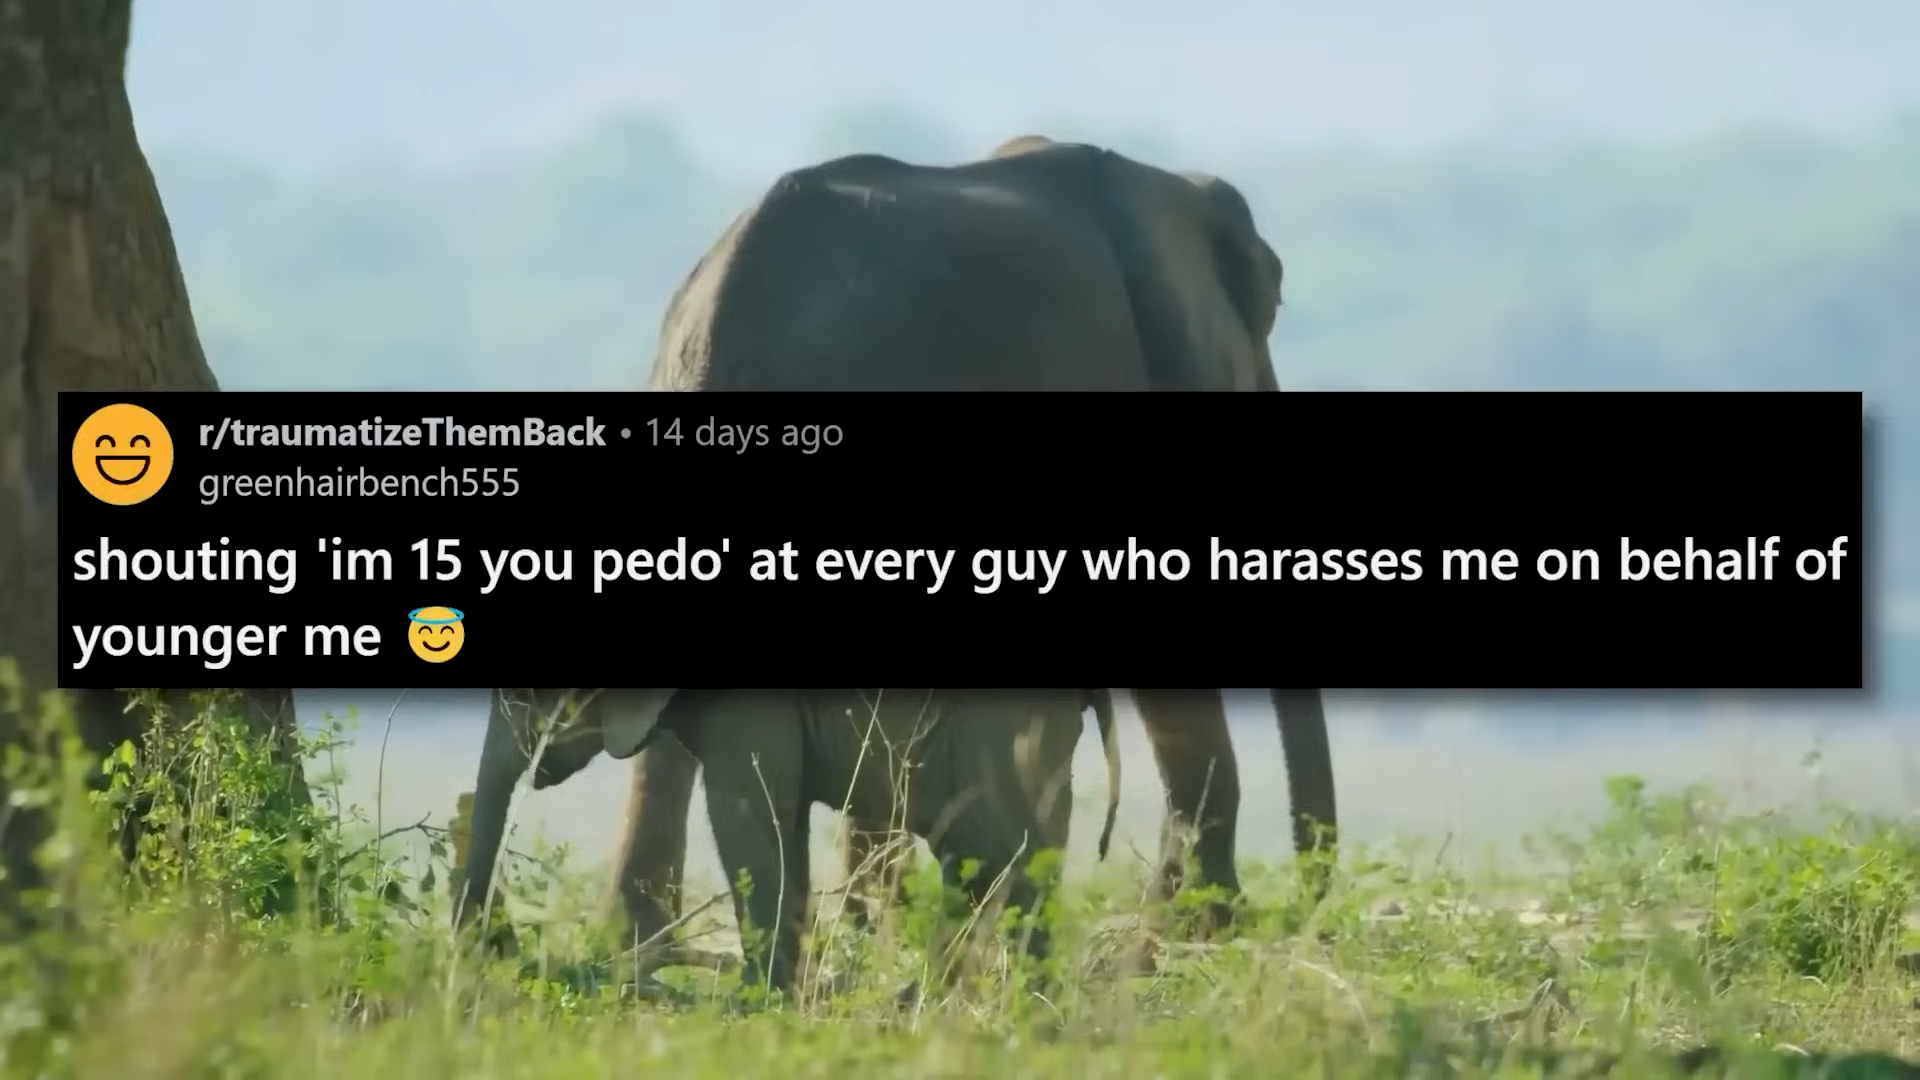 r/traumatizeThemBack • 14 days ago
greenhairbench555
shouting 'im 15 you pedo' at every guy who harasses me on behalf of
younger me 😇